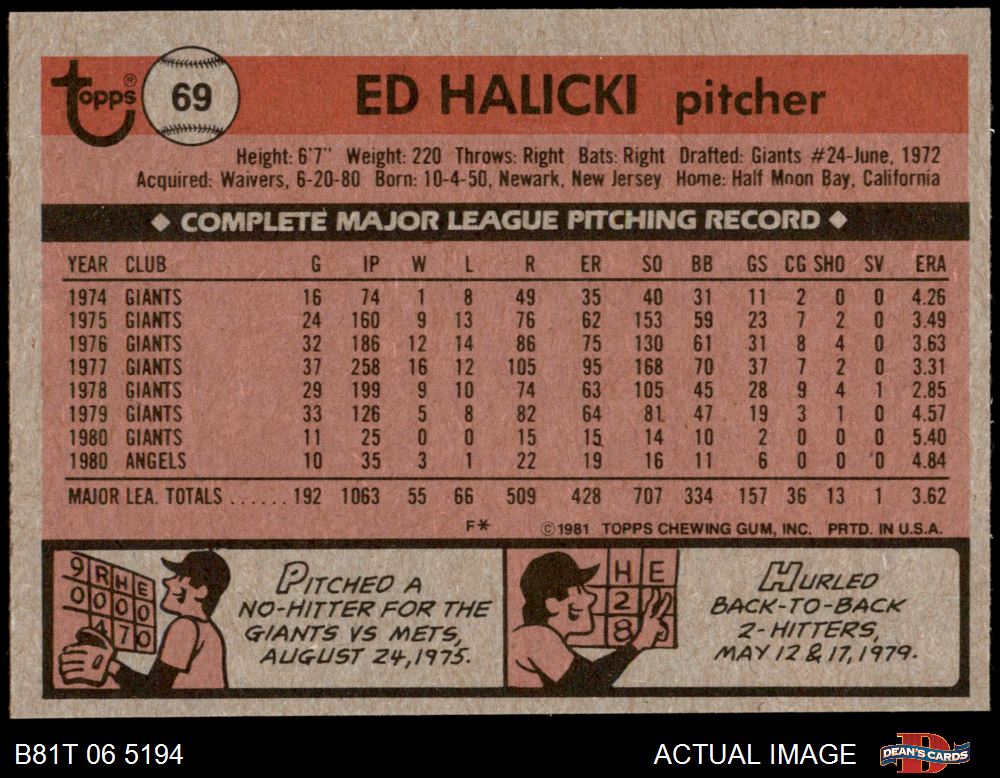 Topps® 69 ED HALICKI pitcher
Height: 6'7" Weight: 220 Throws: Right Bats: Right Drafted: Giants #24-June, 1972
Acquired: Waivers, 6-20-80 Born: 10-4-50, Newark, New Jersey Home: Half Moon Bay, California
◆ COMPLETE MAJOR LEAGUE PITCHING RECORD ◆
YEAR CLUB G IP W L R ER SO BB GS CG SHO SV ERA
1974 GIANTS 16 74 1 8 49 35 40 31 11 2 0 0 4.26
1975 GIANTS 24 160 9 13 76 62 153 59 23 7 2 0 3.49
1976 GIANTS 32 186 12 14 86 75 130 61 31 8 4 0 3.63
1977 GIANTS 37 258 16 12 105 95 168 70 37 7 2 0 3.31
1978 GIANTS 29 199 9 10 74 63 105 45 28 9 4 1 2.85
1979 GIANTS 33 126 5 8 82 64 81 47 19 3 1 0 4.57
1980 GIANTS 11 25 0 0 15 15 14 10 2 0 0 0 5.40
1980 ANGELS 10 35 3 1 22 19 16 11 6 0 0 0 4.84
MAJOR LEA. TOTALS ...... 192 1063 55 66 509 428 707 334 157 36 13 1 3.62
F* ©1981 TOPPS CHEWING GUM, INC. PRTD. IN U.S.A.
9 R H E
0 0 0 0
4 7 0
PITCHED A
NO-HITTER FOR THE
GIANTS VS METS,
AUGUST 24, 1975.
H E
2
8
HURLED
BACK-TO-BACK
2-HITTERS,
MAY 12 & 17, 1979.
B81T 06 5194 ACTUAL IMAGE DEAN'S CARDS